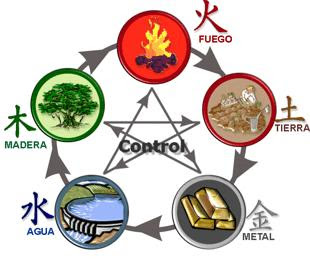 火
FUEGO
土
TIERRA
木
MADERA
Control
水
AGUA
金
METAL